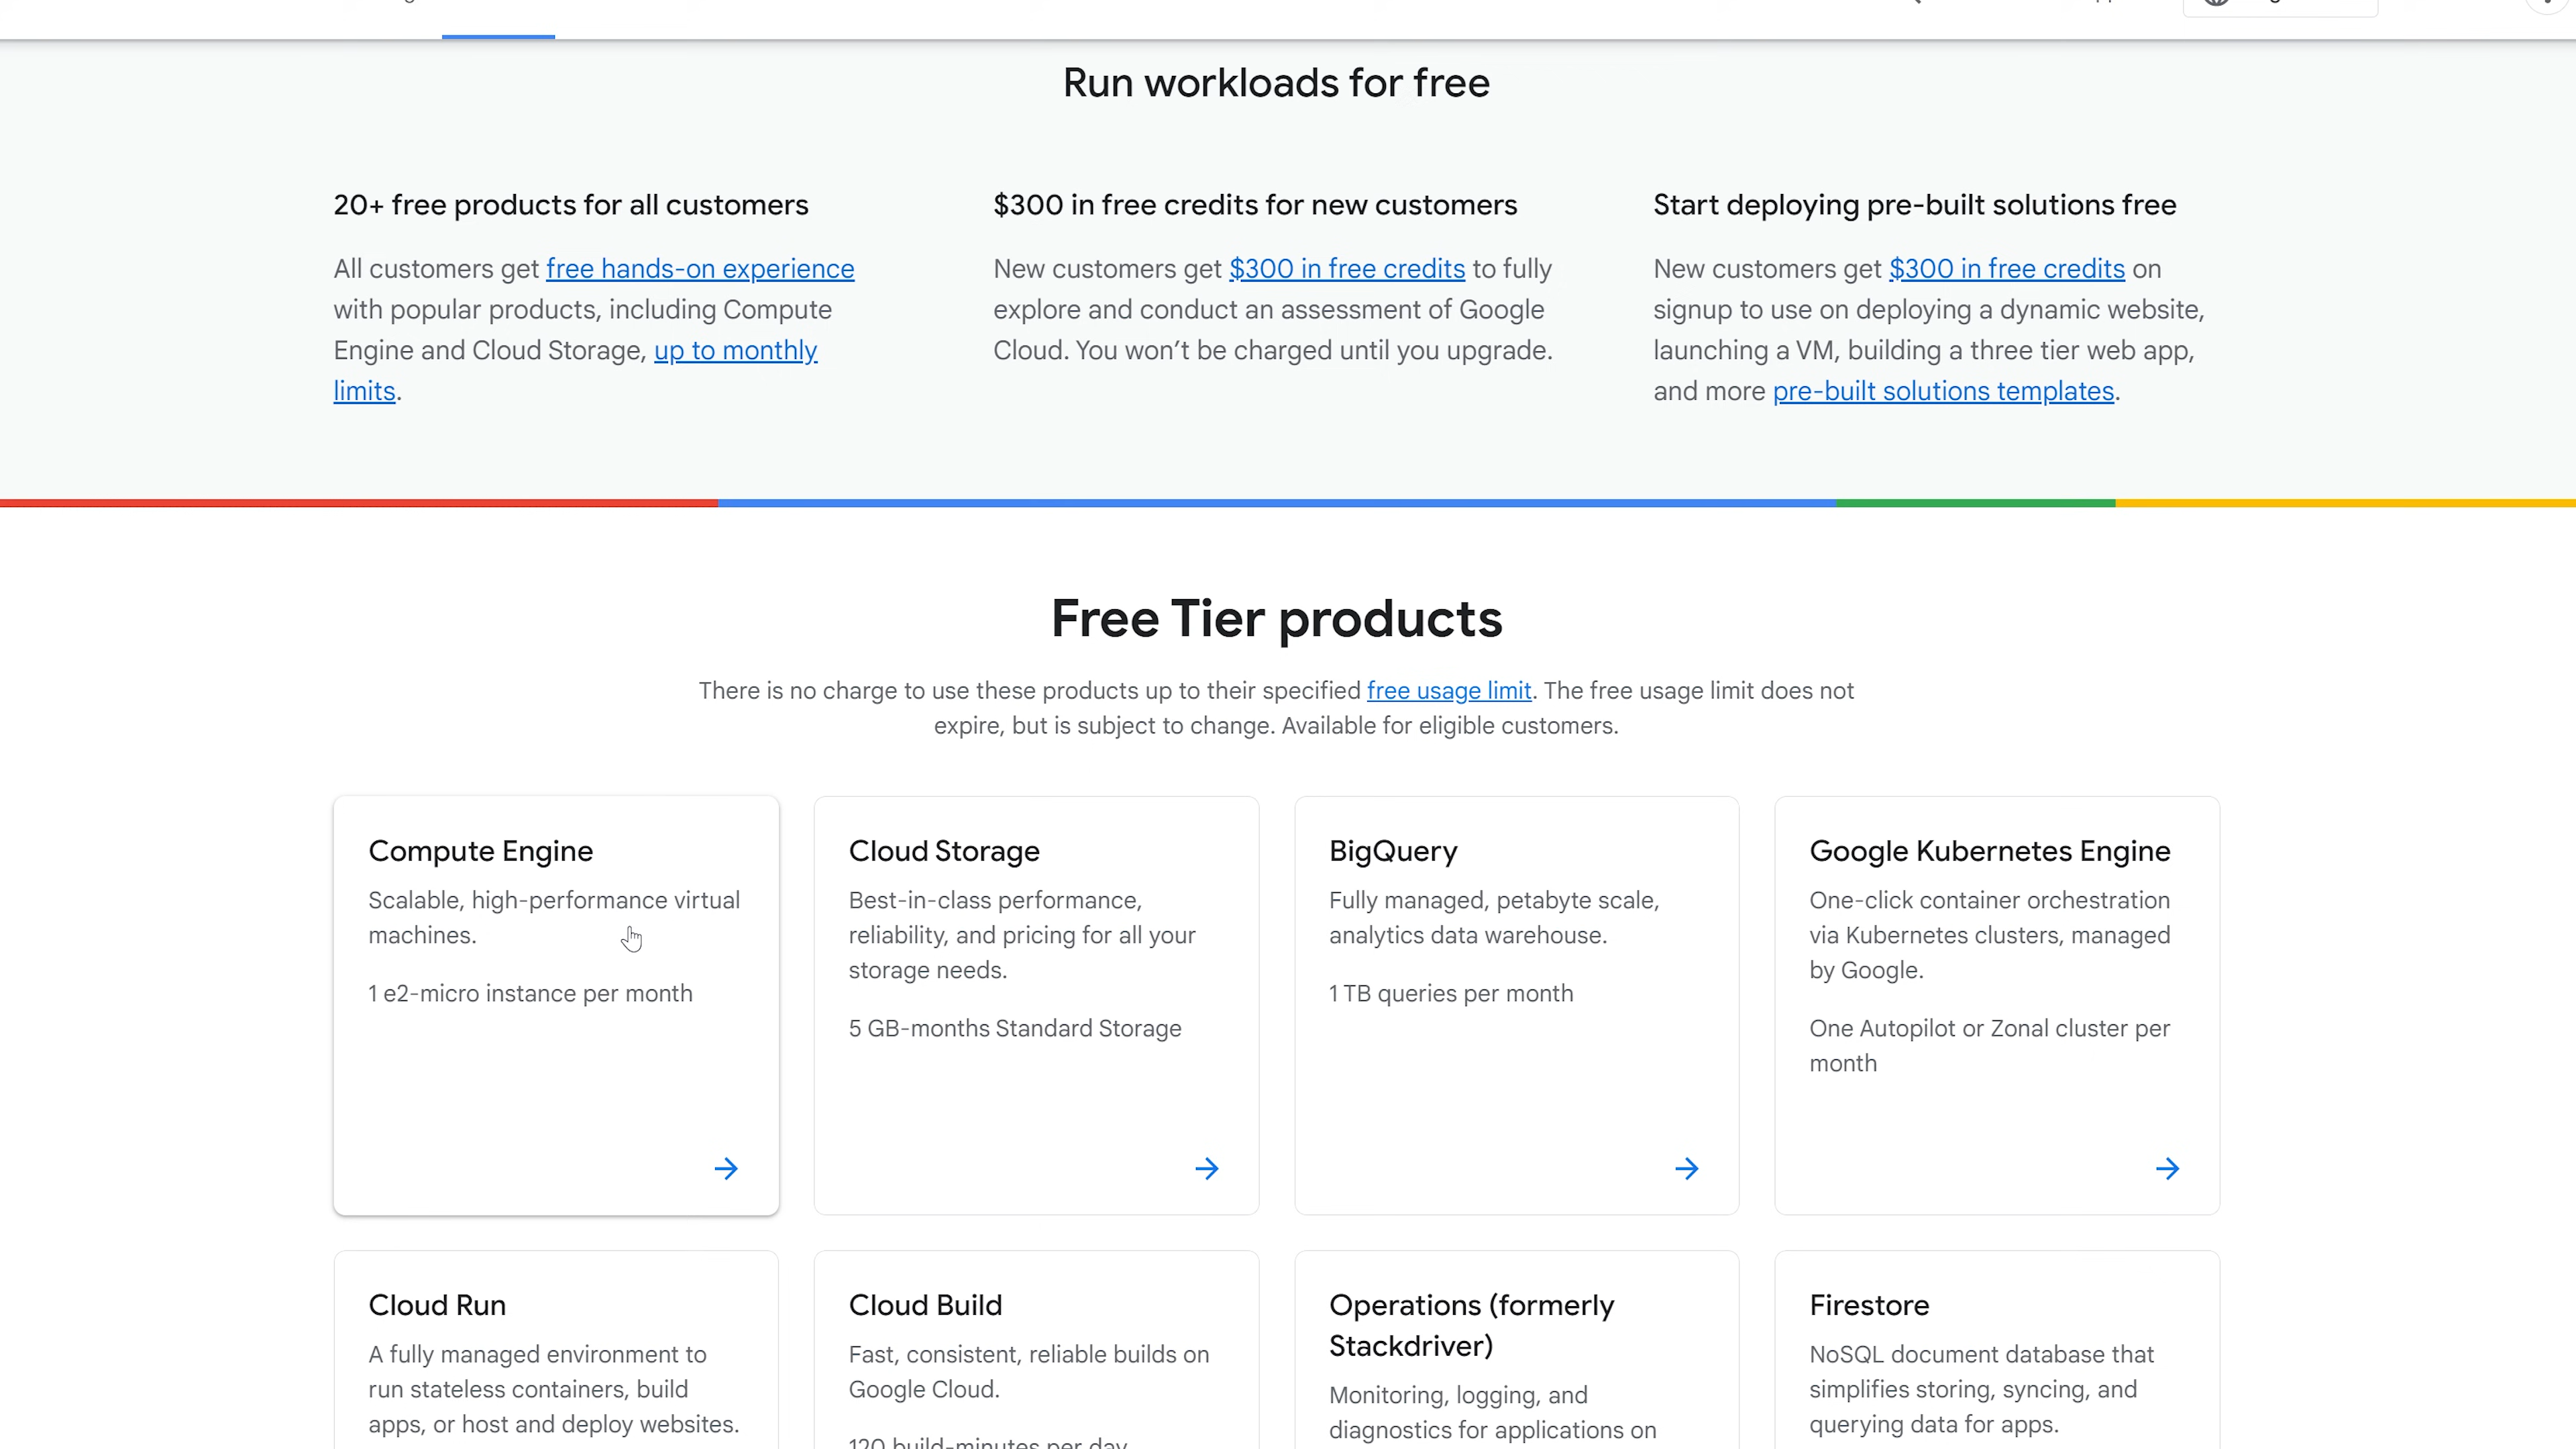 Run workloads for free
20+ free products for all customers
All customers get free hands-on experience
with popular products, including Compute
Engine and Cloud Storage, up to monthly
limits.
$300 in free credits for new customers
New customers get $300 in free credits to fully
explore and conduct an assessment of Google
Cloud. You won’t be charged until you upgrade.
Start deploying pre-built solutions free
New customers get $300 in free credits on
signup to use on deploying a dynamic website,
launching a VM, building a three tier web app,
and more pre-built solutions templates.
Free Tier products
There is no charge to use these products up to their specified free usage limit. The free usage limit does not
expire, but is subject to change. Available for eligible customers.
Compute Engine
Scalable, high-performance virtual
machines.
1 e2-micro instance per month
Cloud Storage
Best-in-class performance,
reliability, and pricing for all your
storage needs.
5 GB-months Standard Storage
BigQuery
Fully managed, petabyte scale,
analytics data warehouse.
1 TB queries per month
Google Kubernetes Engine
One-click container orchestration
via Kubernetes clusters, managed
by Google.
One Autopilot or Zonal cluster per
month
Cloud Run
A fully managed environment to
run stateless containers, build
apps, or host and deploy websites.
Cloud Build
Fast, consistent, reliable builds on
Google Cloud.
120 build-minutes per day
Operations (formerly
Stackdriver)
Monitoring, logging, and
diagnostics for applications on
Firestore
NoSQL document database that
simplifies storing, syncing, and
querying data for apps.